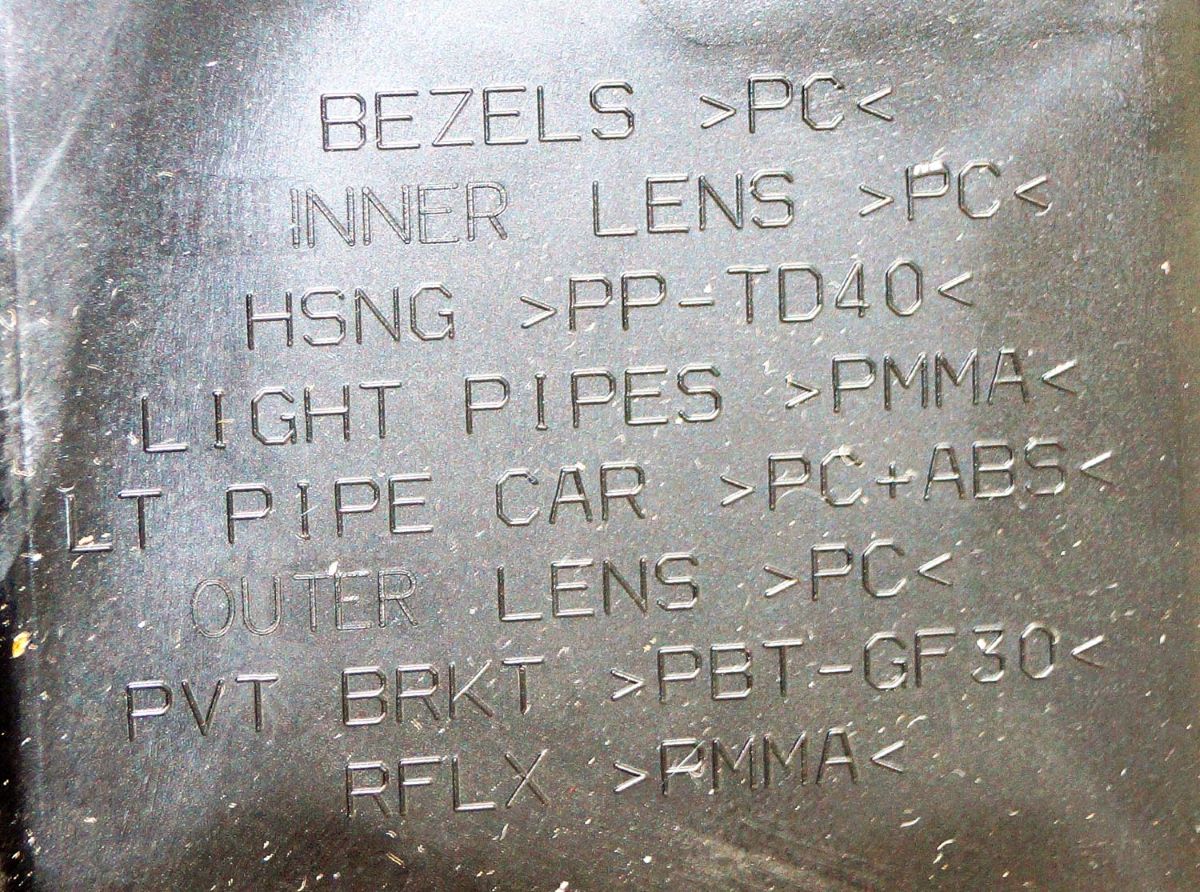 BEZELS >PC<
INNER LENS >PC<
HSNG >PP-TD40<
LIGHT PIPES >PMMA<
LT PIPE CAR >PC+ABS<
OUTER LENS >PC<
PVT BRKT >PBT-GF30<
RFLX >PMMA<